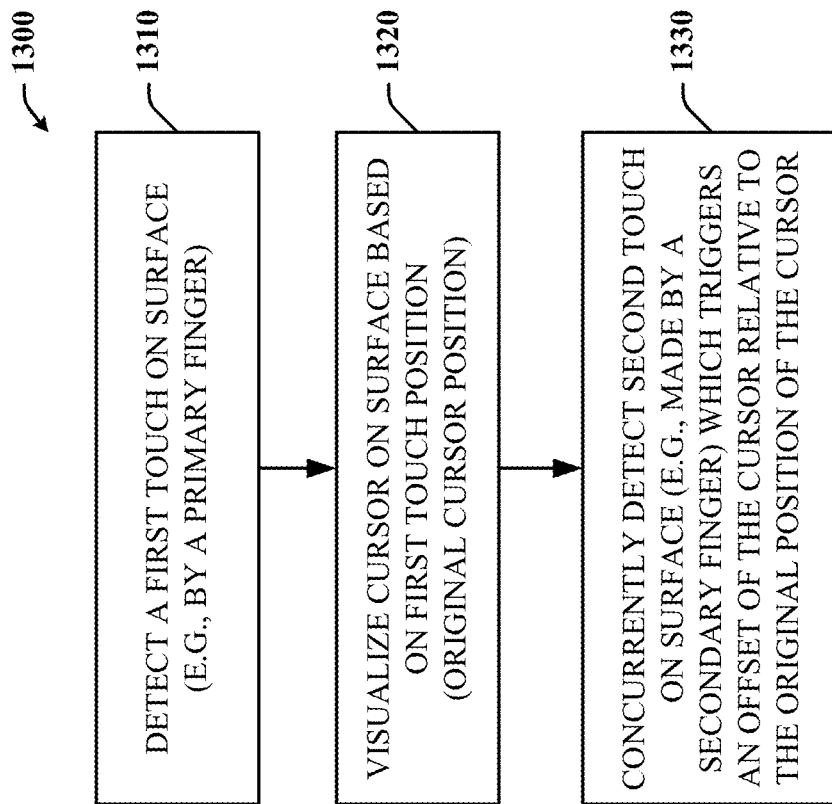 1300
DETECT A FIRST TOUCH ON SURFACE
(E.G., BY A PRIMARY FINGER)
1310
VISUALIZE CURSOR ON SURFACE BASED
ON FIRST TOUCH POSITION
(ORIGINAL CURSOR POSITION)
1320
CONCURRENTLY DETECT SECOND TOUCH
ON SURFACE (E.G., MADE BY A
SECONDARY FINGER) WHICH TRIGGERS
AN OFFSET OF THE CURSOR RELATIVE TO
THE ORIGINAL POSITION OF THE CURSOR
1330